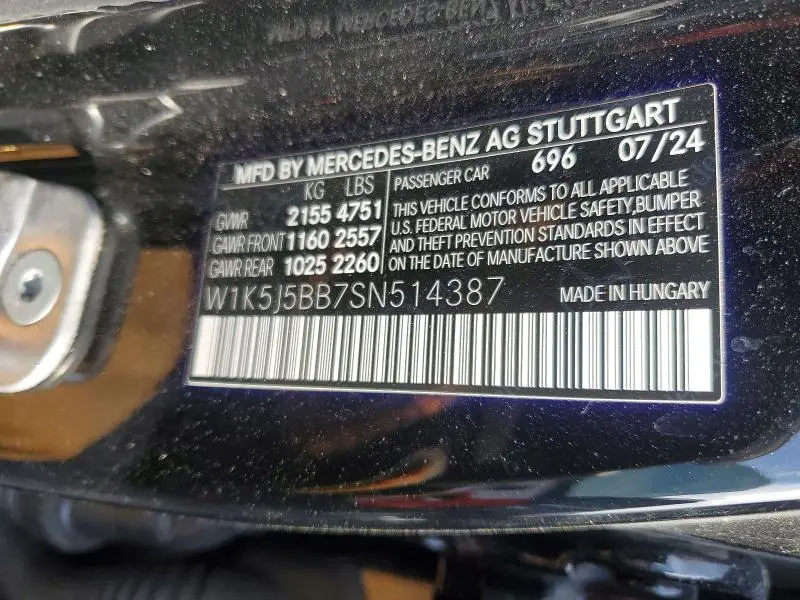 MFD BY MERCEDES-BENZ AG STUTTGART
KG LBS
GVWR 2155 4751
GAWR FRONT 1160 2557
GAWR REAR 1025 2260
PASSENGER CAR 696 07/24
THIS VEHICLE CONFORMS TO ALL APPLICABLE
U.S. FEDERAL MOTOR VEHICLE SAFETY,BUMPER
AND THEFT PREVENTION STANDARDS IN EFFECT
ON THE DATE OF MANUFACTURE SHOWN ABOVE
W1K5J5BB7SN514387
MADE IN HUNGARY